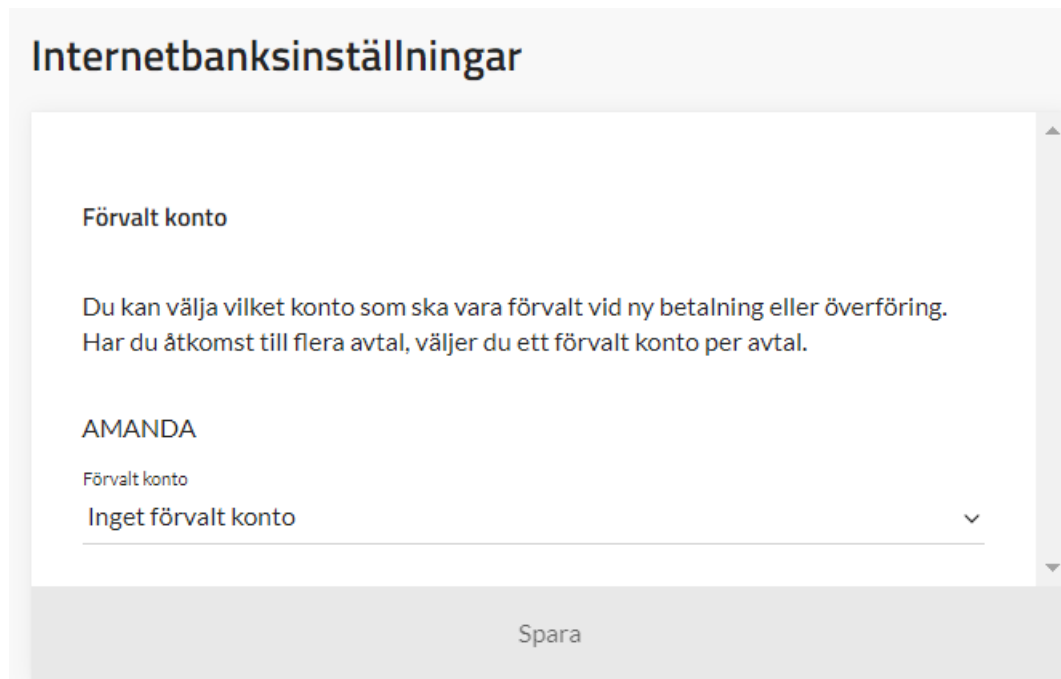 Internetbanksinställningar
Förvalt konto
Du kan välja vilket konto som ska vara förvalt vid ny betalning eller överföring.
Har du åtkomst till flera avtal, väljer du ett förvalt konto per avtal.
AMANDA
Förvalt konto
Inget förvalt konto
Spara